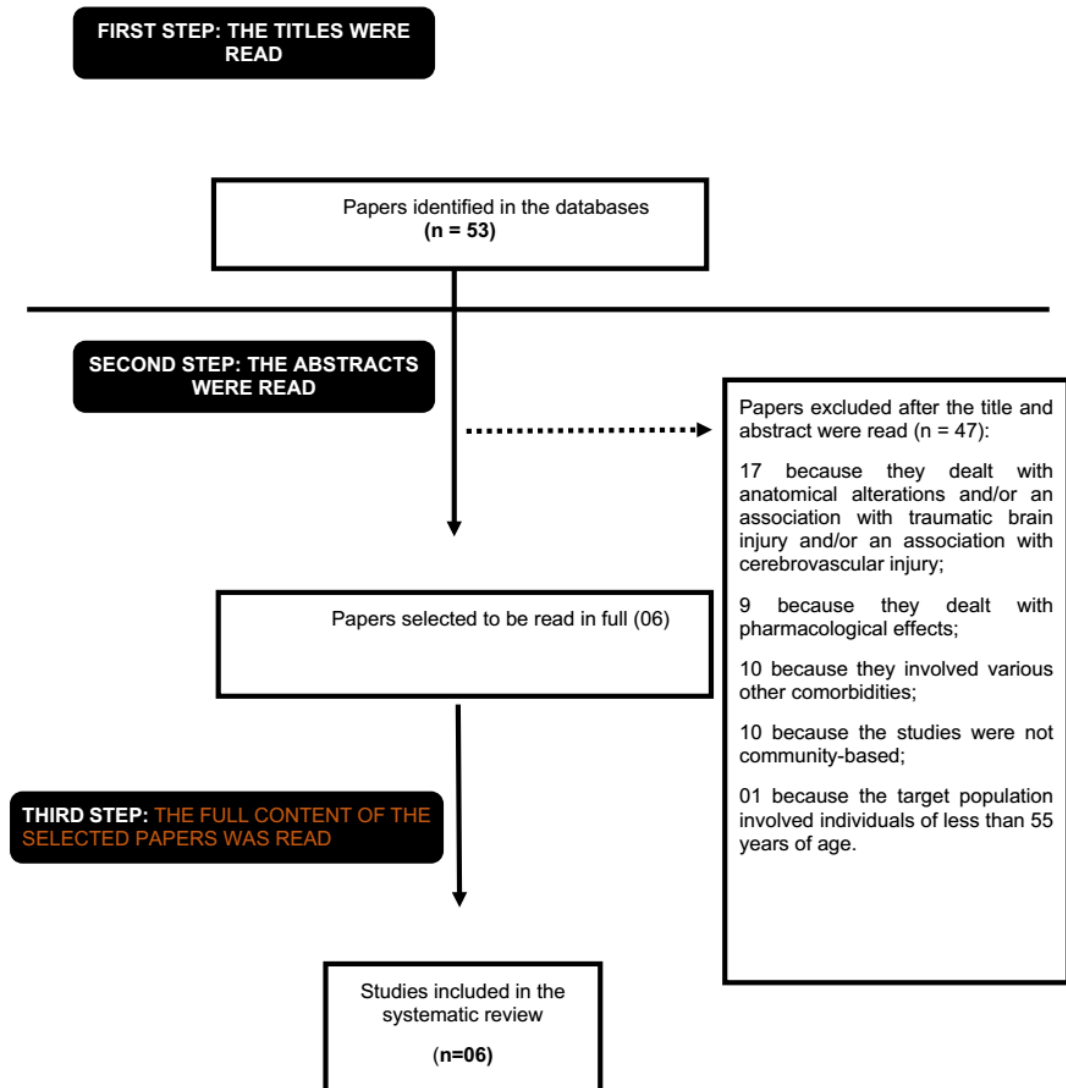 FIRST STEP: THE TITLES WERE
READ
Papers identified in the databases
(n = 53)
SECOND STEP: THE ABSTRACTS
WERE READ
Papers excluded after the title and
abstract were read (n = 47):
17 because they dealt with
anatomical alterations and/or an
association with traumatic brain
injury and/or an association with
cerebrovascular injury;
9 because they dealt with
pharmacological effects;
10 because they involved various
other comorbidities;
10 because the studies were not
community-based;
01 because the target population
involved individuals of less than 55
years of age.
Papers selected to be read in full (06)
THIRD STEP: THE FULL CONTENT OF THE
SELECTED PAPERS WAS READ
Studies included in the
systematic review
(n=06)